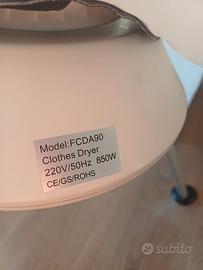 Model:FCDA90
Clothes Dryer
220V/50Hz 850W
CE/GS/ROHS
subito